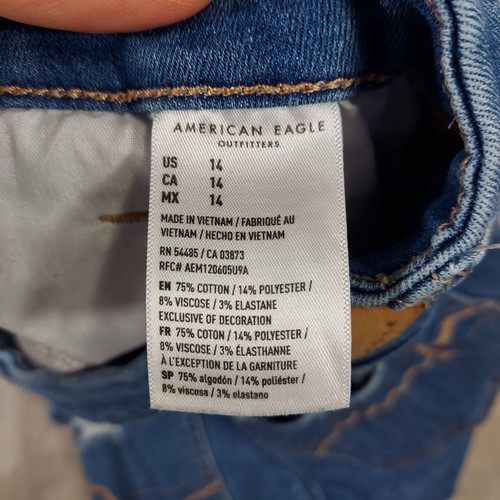 AMERICAN EAGLE
OUTFITTERS
US 14
CA 14
MX 14
MADE IN VIETNAM / FABRIQUÉ AU
VIETNAM / HECHO EN VIETNAM
RN 54485 / CA 03873
RFC# AEM120605U9A
EN 75% COTTON / 14% POLYESTER /
8% VISCOSE / 3% ELASTANE
EXCLUSIVE OF DECORATION
FR 75% COTON / 14% POLYESTER /
8% VISCOSE / 3% ÉLASTHANNE
À L'EXCEPTION DE LA GARNITURE
SP 75% algodón / 14% poliéster /
8% viscosa / 3% elastano